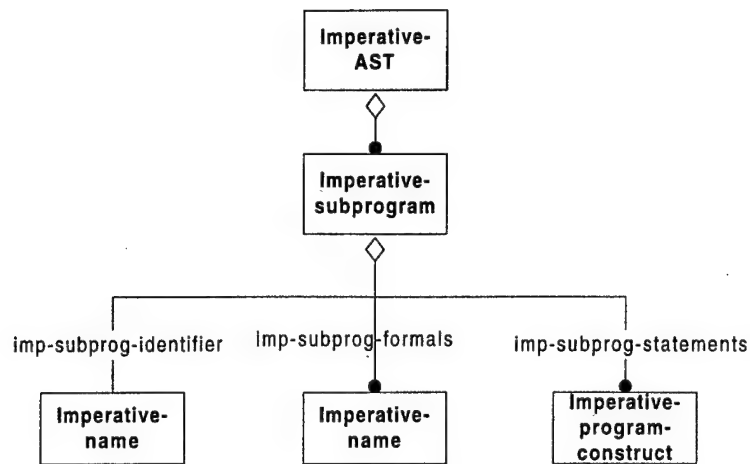 Imperative-
AST
Imperative-
subprogram
imp-subprog-identifier
Imp-subprog-formals
imp-subprog-statements
Imperative-
name
Imperative-
name
Imperative-
program-
construct